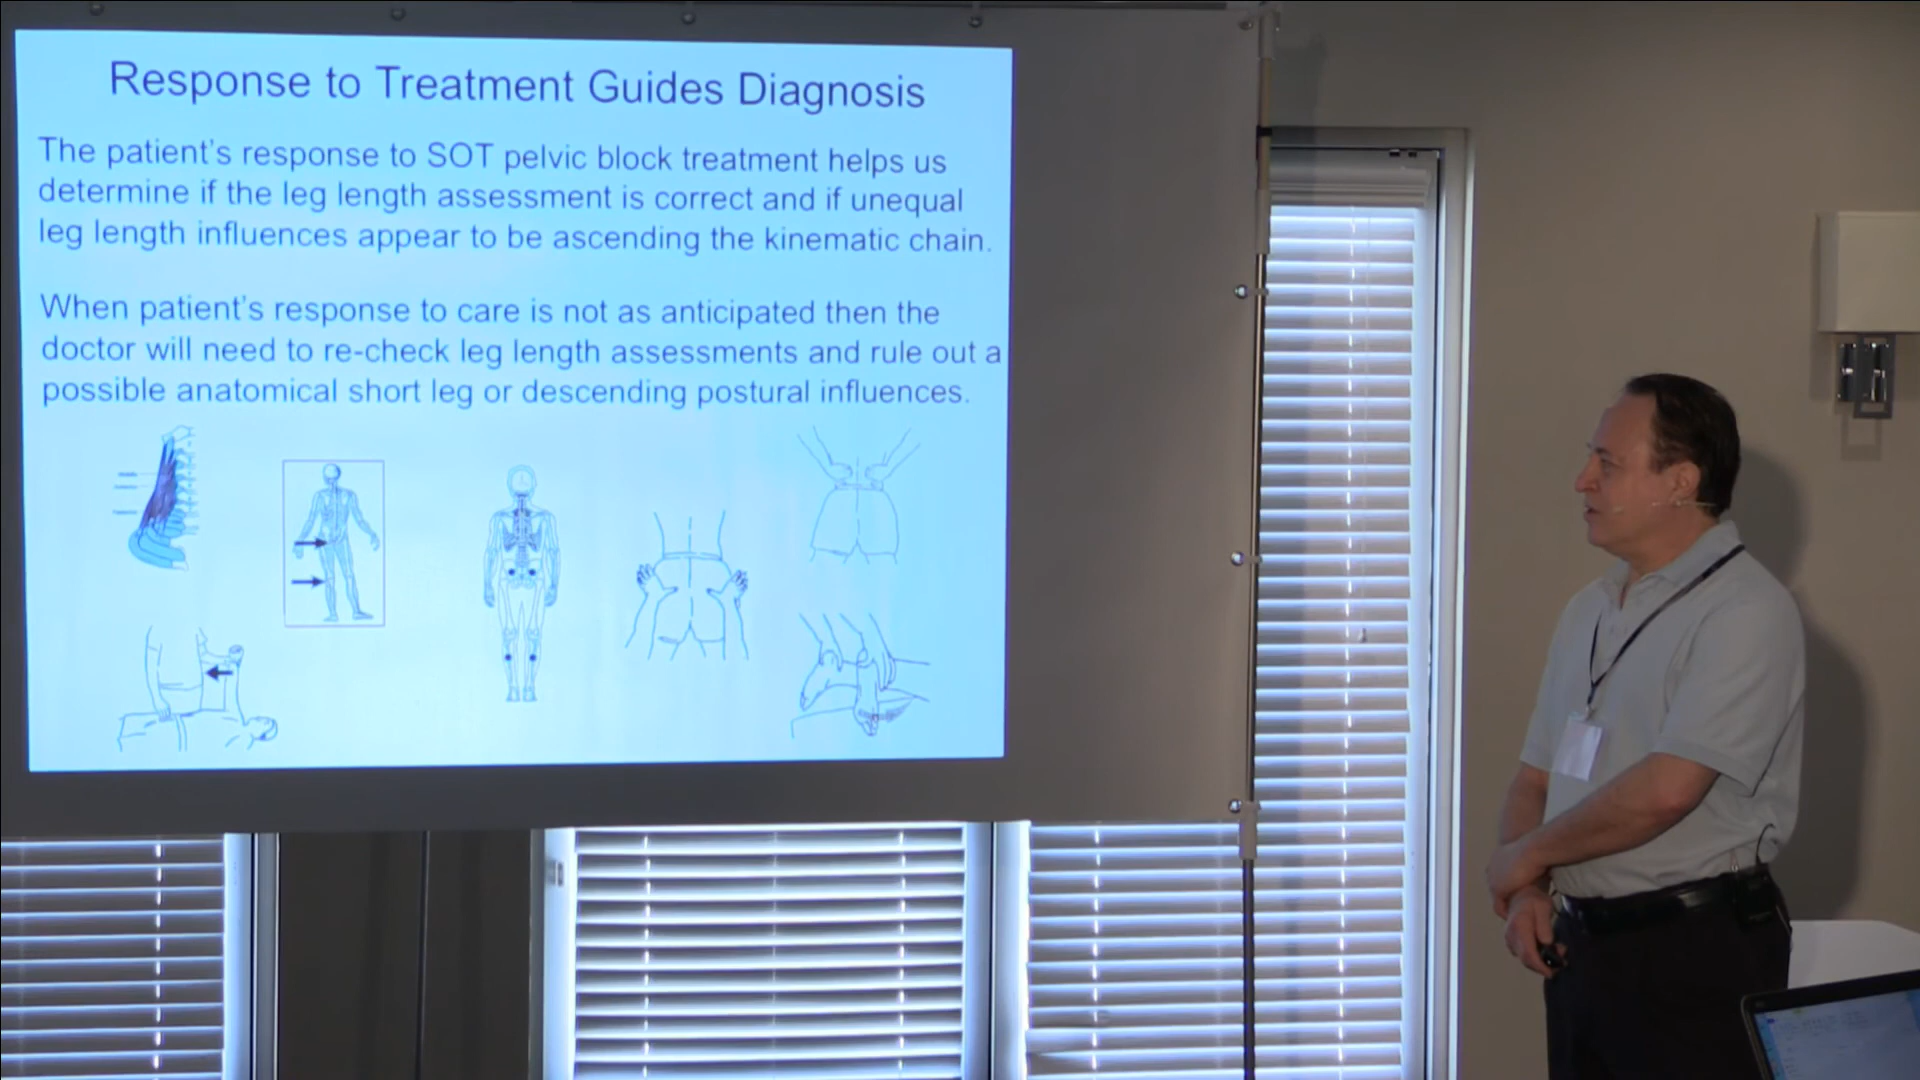 Response to Treatment Guides Diagnosis
The patient's response to SOT pelvic block treatment helps us
determine if the leg length assessment is correct and if unequal
leg length influences appear to be ascending the kinematic chain.
When patient's response to care is not as anticipated then the
doctor will need to re-check leg length assessments and rule out a
possible anatomical short leg or descending postural influences.